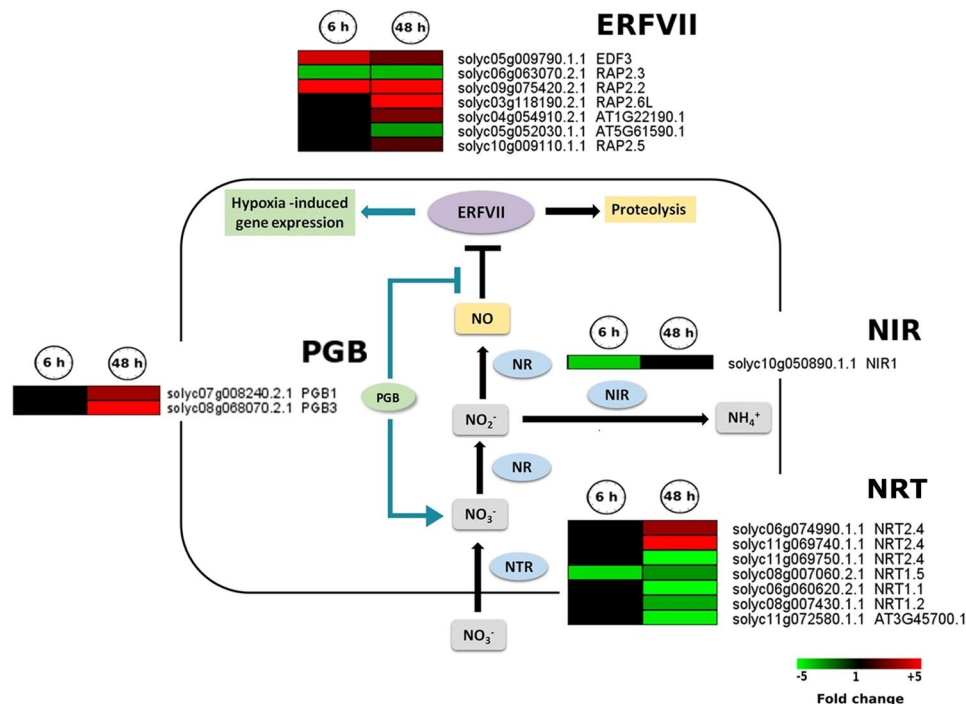 ERFVII
6 h 48 h
solyc05g009790.1.1 EDF3
solyc06g063070.2.1 RAP2.3
solyc09g075420.2.1 RAP2.2
solyc03g118190.2.1 RAP2.6L
solyc04g054910.2.1 AT1G22190.1
solyc05g052030.1.1 AT5G61590.1
solyc10g009110.1.1 RAP2.5
Hypoxia -induced
gene expression
ERFVII
Proteolysis
NO
PGB
6 h 48 h
solyc07g008240.2.1 PGB1
solyc08g068070.2.1 PGB3
PGB
NR
NIR
6 h 48 h
solyc10g050890.1.1 NIR1
NIR
NO₂⁻
NH₄⁺
NR
NO₃⁻
NTR
NO₃⁻
NRT
6 h 48 h
solyc06g074990.1.1 NRT2.4
solyc11g069740.1.1 NRT2.4
solyc11g069750.1.1 NRT2.4
solyc08g007060.2.1 NRT1.5
solyc06g060620.2.1 NRT1.1
solyc08g007430.1.1 NRT1.2
solyc11g072580.1.1 AT3G45700.1
-5 1 +5
Fold change